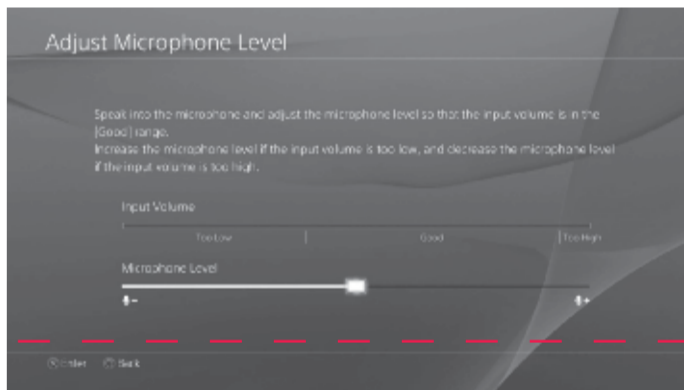 Adjust Microphone Level
Speak into the microphone and adjust the microphone level so that the input volume is in the
[Good] range.
Increase the microphone level if the input volume is too low, and decrease the microphone level
if the input volume is too high.
Input Volume
Too Low Good Too High
Microphone Level
Enter Back